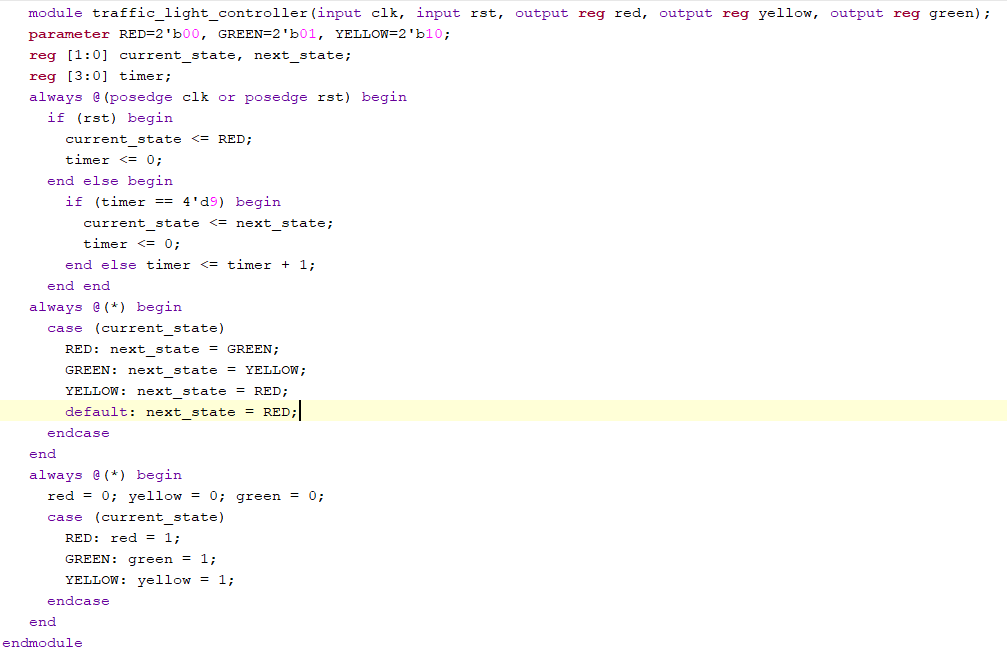 module traffic_light_controller(input clk, input rst, output reg red, output reg yellow, output reg green);
parameter RED=2'b00, GREEN=2'b01, YELLOW=2'b10;
reg [1:0] current_state, next_state;
reg [3:0] timer;
always @(posedge clk or posedge rst) begin
if (rst) begin
current_state <= RED;
timer <= 0;
end else begin
if (timer == 4'd9) begin
current_state <= next_state;
timer <= 0;
end else timer <= timer + 1;
end end
always @(*) begin
case (current_state)
RED: next_state = GREEN;
GREEN: next_state = YELLOW;
YELLOW: next_state = RED;
default: next_state = RED;
endcase
end
always @(*) begin
red = 0; yellow = 0; green = 0;
case (current_state)
RED: red = 1;
GREEN: green = 1;
YELLOW: yellow = 1;
endcase
end
endmodule